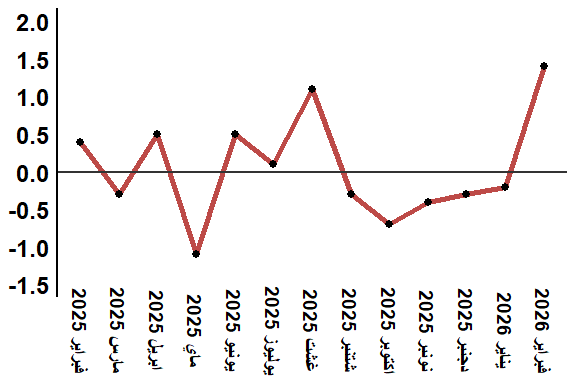 2.0
1.5
1.0
0.5
0.0
-0.5
-1.0
-1.5
فبراير 2025
مارس 2025
ابريل 2025
ماي 2025
يونيو 2025
يوليوز 2025
غشت 2025
شتنبر 2025
اكتوبر 2025
نونبر 2025
دجنبر 2025
يناير 2026
فبراير 2026